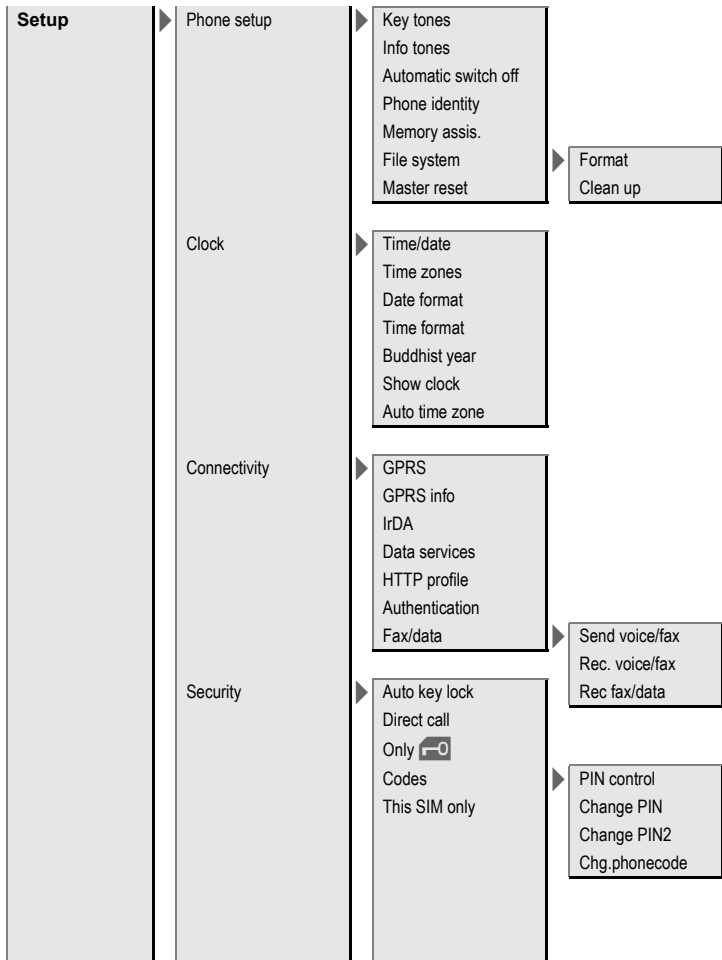 Setup
Phone setup
Key tones
Info tones
Automatic switch off
Phone identity
Memory assis.
File system
Format
Master reset
Clean up
Clock
Time/date
Time zones
Date format
Time format
Buddhist year
Show clock
Auto time zone
Connectivity
GPRS
GPRS info
IrDA
Data services
HTTP profile
Authentication
Fax/data
Send voice/fax
Rec. voice/fax
Rec fax/data
Security
Auto key lock
Direct call
Only
Codes
PIN control
This SIM only
Change PIN
Change PIN2
Chg.phonecode